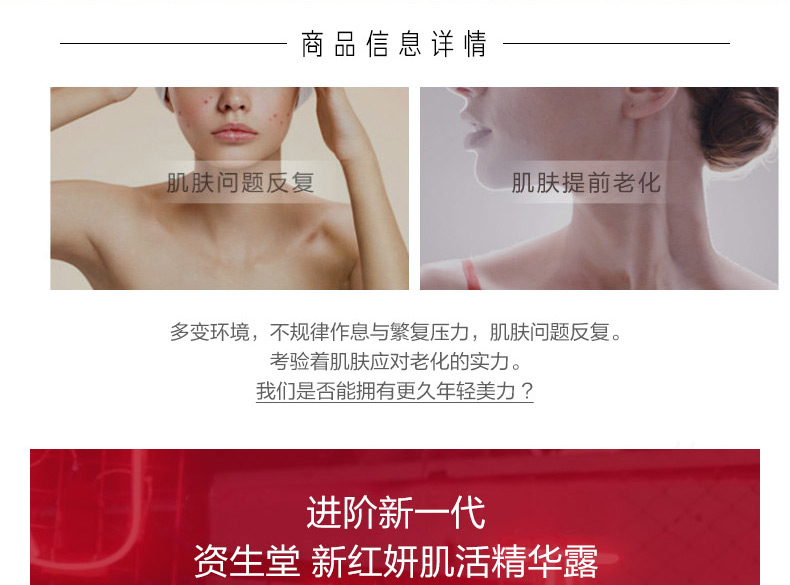 商品信息详情
肌肤问题反复
肌肤提前老化
多变环境，不规律作息与繁复压力，肌肤问题反复。
考验着肌肤应对老化的实力。
我们是否能拥有更久年轻美力？
进阶新一代
资生堂 新红妍肌活精华露